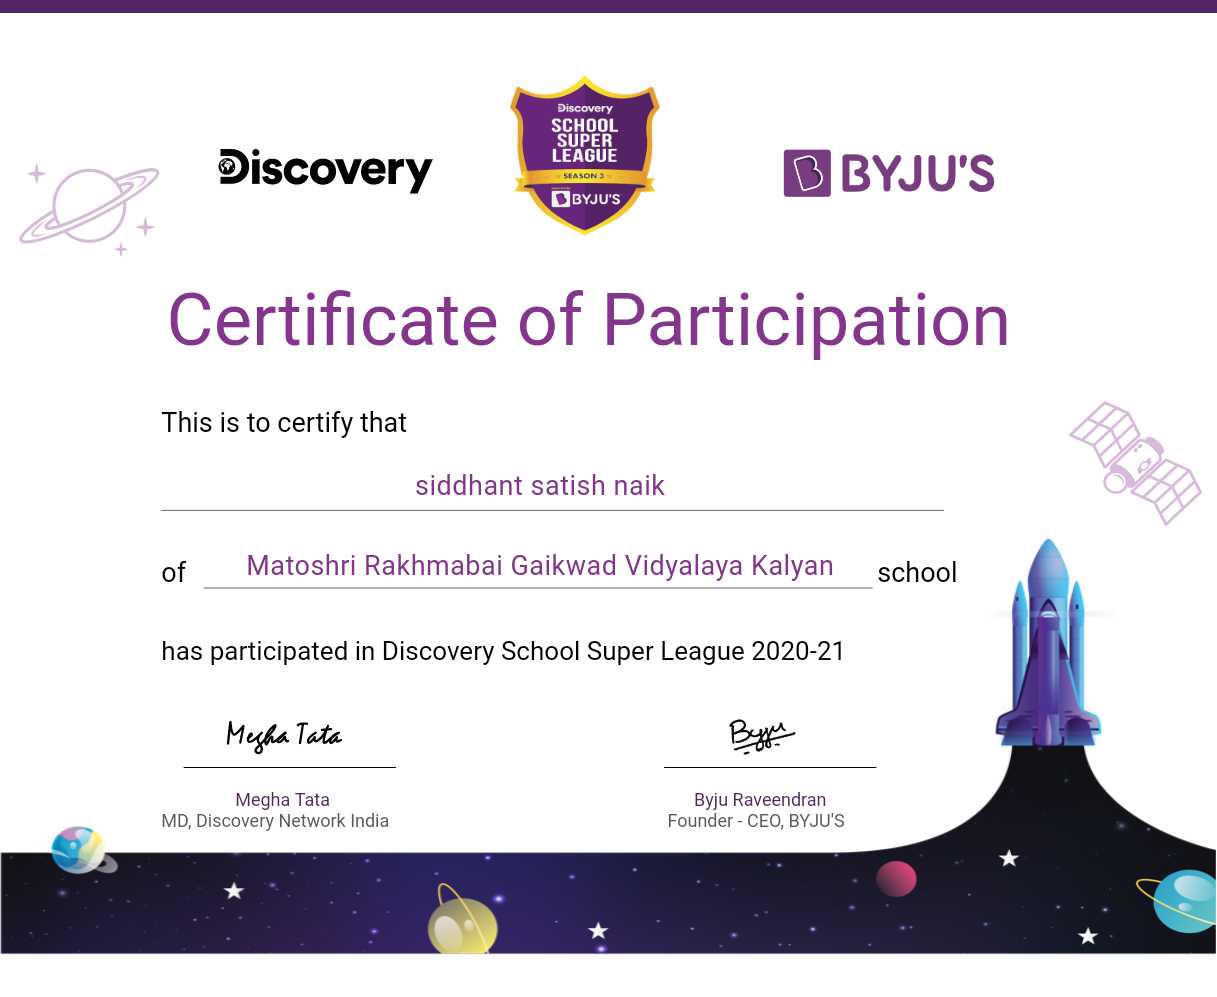 Discovery
Discovery
SCHOOL
SUPER
LEAGUE
SEASON 3
BYJU'S
BYJU'S
Certificate of Participation
This is to certify that
siddhant satish naik
of Matoshri Rakhmabai Gaikwad Vidyalaya Kalyan school
has participated in Discovery School Super League 2020-21
Megha Tata
Byju
Megha Tata
MD, Discovery Network India
Byju Raveendran
Founder - CEO, BYJU'S